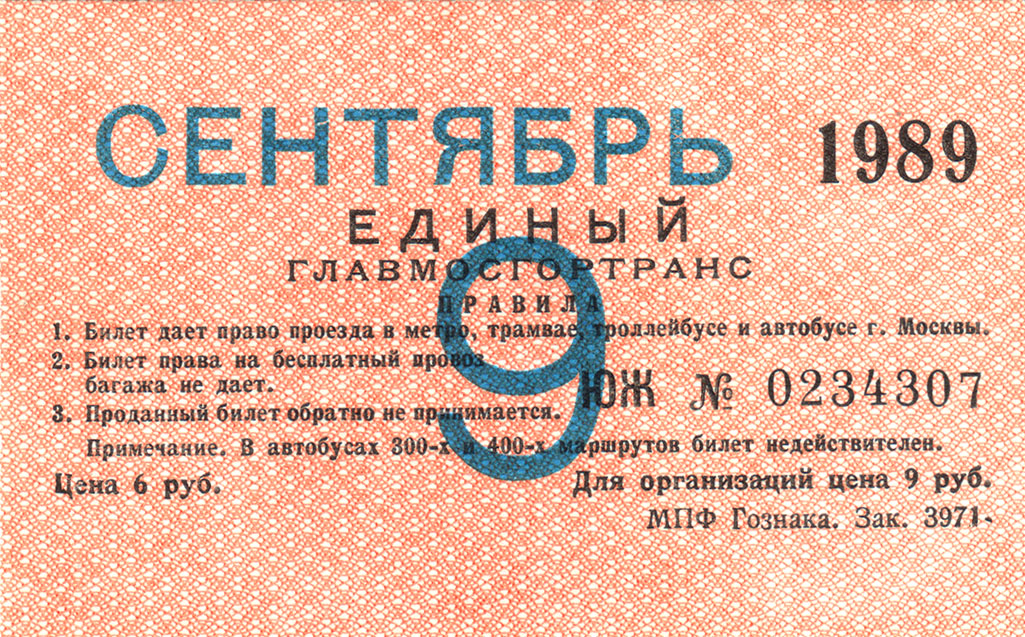 СЕНТЯБРЬ 1989
ЕДИНЫЙ
ГЛАВМОСГОРТРАНС
ПРАВИЛА
1. Билет дает право проезда в метро, трамвае, троллейбусе и автобусе г. Москвы.
2. Билет права на бесплатный провоз
багажа не дает.
ЮЖ № 0234307
3. Проданный билет обратно не принимается.
Примечание. В автобусах 300-х и 400-х маршрутов билет недействителен.
9
Цена 6 руб. Для организаций цена 9 руб.
МПФ Гознака. Зак. 3971